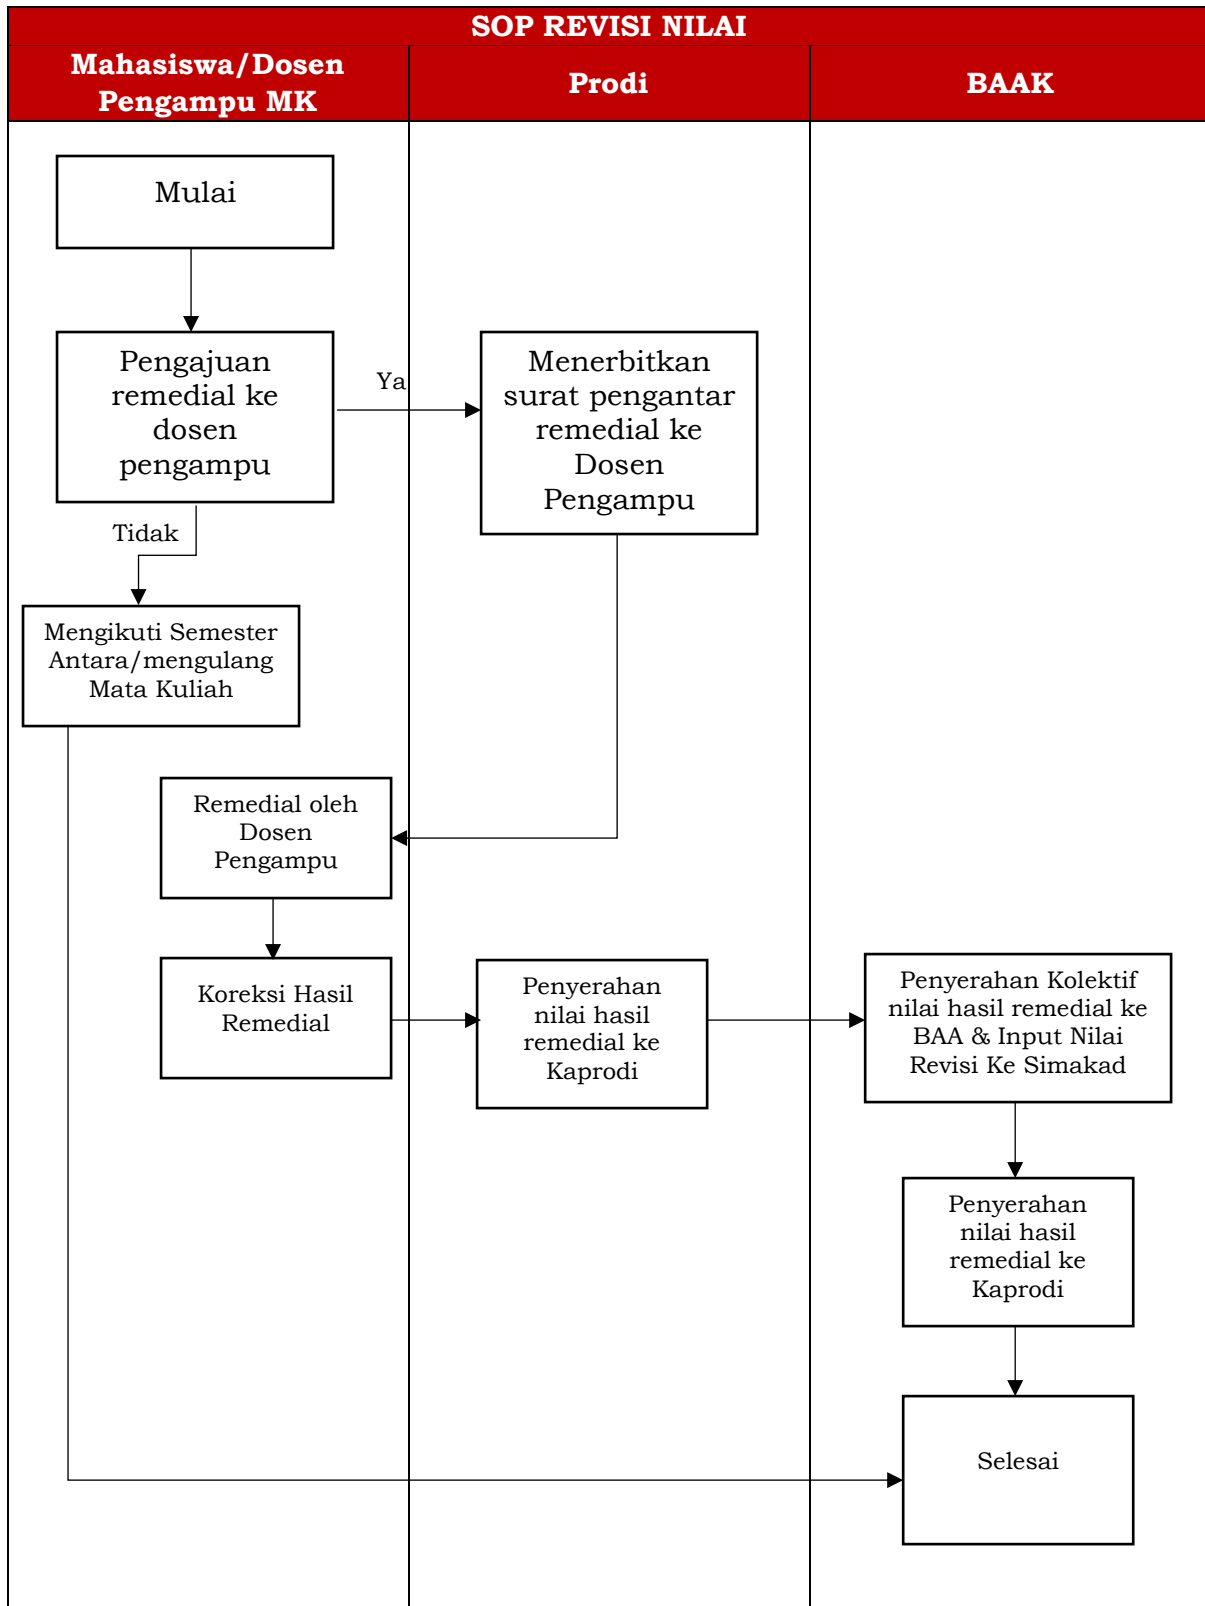 SOP REVISI NILAI
Mahasiswa/Dosen
Pengampu MK
Prodi
BAAK
Mulai
Pengajuan
remedial ke
dosen
pengampu
Ya
Menerbitkan
surat pengantar
remedial ke
Dosen
Pengampu
Tidak
Mengikuti Semester
Antara/mengulang
Mata Kuliah
Remedial oleh
Dosen
Pengampu
Koreksi Hasil
Remedial
Penyerahan
nilai hasil
remedial ke
Kaprodi
Penyerahan Kolektif
nilai hasil remedial ke
BAA & Input Nilai
Revisi Ke Simakad
Penyerahan
nilai hasil
remedial ke
Kaprodi
Selesai